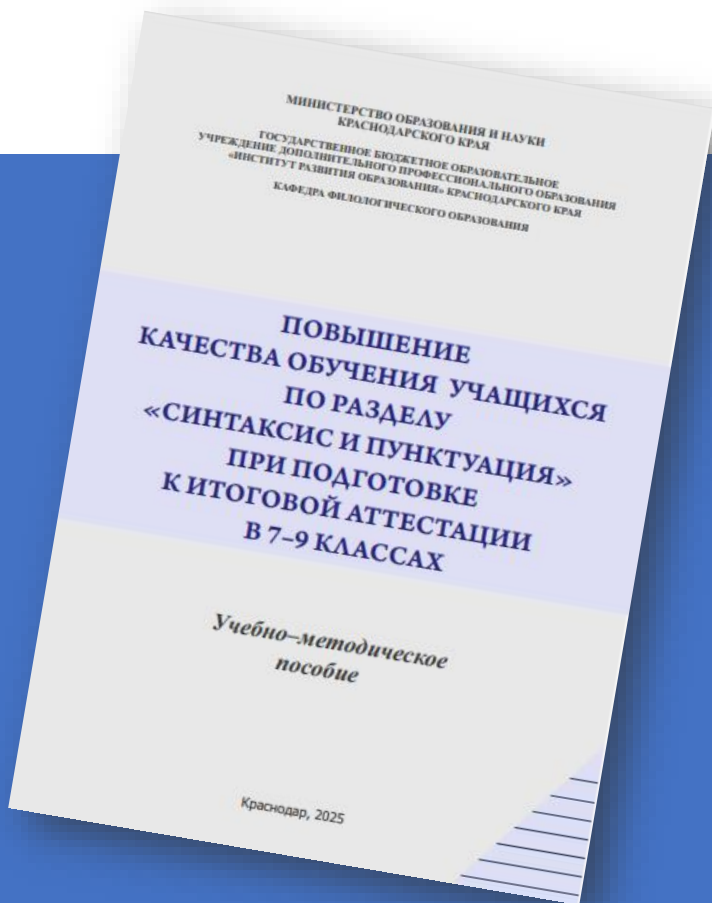 МИНИСТЕРСТВО ОБРАЗОВАНИЯ И НАУКИ
КРАСНОДАРСКОГО КРАЯ
ГОСУДАРСТВЕННОЕ БЮДЖЕТНОЕ ОБРАЗОВАТЕЛЬНОЕ
УЧРЕЖДЕНИЕ ДОПОЛНИТЕЛЬНОГО ПРОФЕССИОНАЛЬНОГО ОБРАЗОВАНИЯ
«ИНСТИТУТ РАЗВИТИЯ ОБРАЗОВАНИЯ» КРАСНОДАРСКОГО КРАЯ
КАФЕДРА ФИЛОЛОГИЧЕСКОГО ОБРАЗОВАНИЯ
ПОВЫШЕНИЕ
КАЧЕСТВА ОБУЧЕНИЯ УЧАЩИХСЯ
ПО РАЗДЕЛУ
«СИНТАКСИС И ПУНКТУАЦИЯ»
ПРИ ПОДГОТОВКЕ
К ИТОГОВОЙ АТТЕСТАЦИИ
В 7–9 КЛАССАХ
Учебно–методическое
пособие
Краснодар, 2025